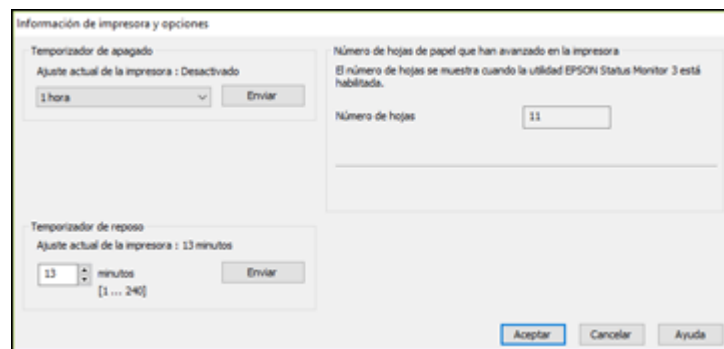 Información de impresora y opciones
Temporizador de apagado
Ajuste actual de la impresora : Desactivado
1 hora
Enviar
Número de hojas de papel que han avanzado en la impresora
El número de hojas se muestra cuando la utilidad EPSON Status Monitor 3 está
habilitada.
Número de hojas
11
Temporizador de reposo
Ajuste actual de la impresora : 13 minutos
13
minutos
Enviar
[1 ... 240]
Aceptar
Cancelar
Ayuda